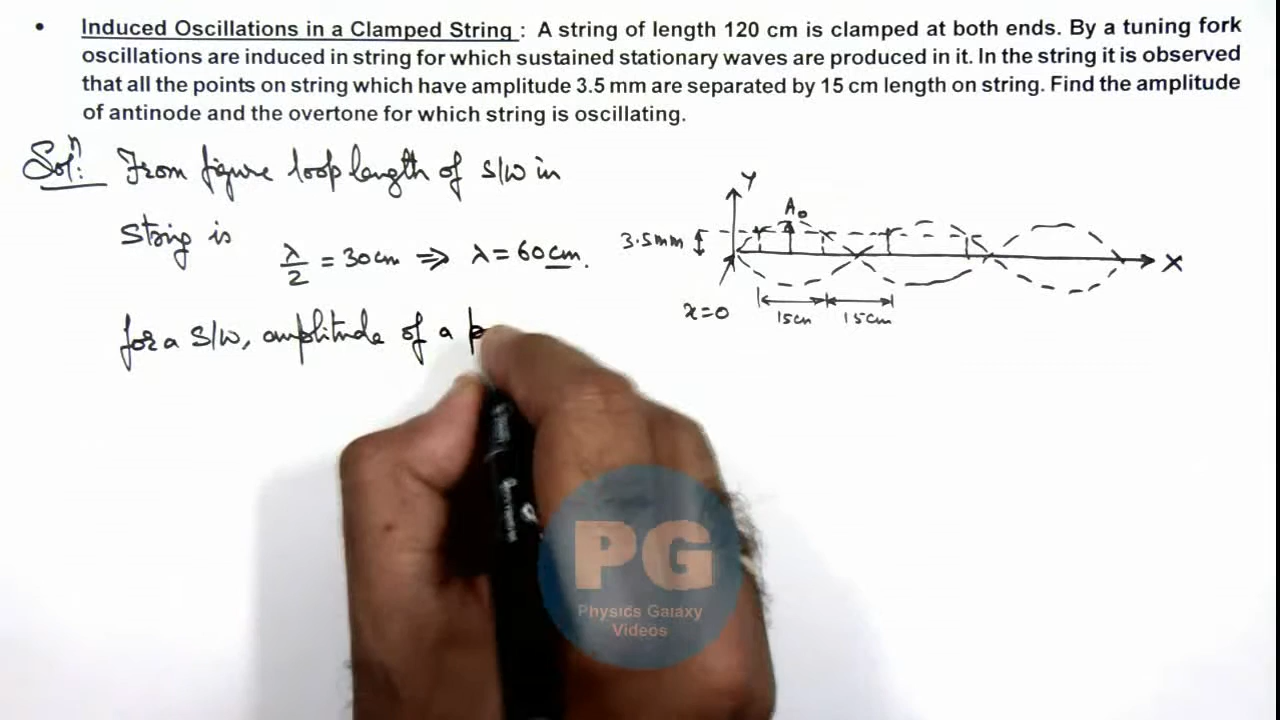 • Induced Oscillations in a Clamped String : A string of length 120 cm is clamped at both ends. By a tuning fork
oscillations are induced in string for which sustained stationary waves are produced in it. In the string it is observed
that all the points on string which have amplitude 3.5 mm are separated by 15 cm length on string. Find the amplitude
of antinode and the overtone for which string is oscillating.
Solⁿ: From figure loop length of S/W in
string is
λ/2 = 30cm ⇒ λ = 60cm.
for a S/W, amplitude of a p
Y
A₀
3.5mm
X
x=0
15cm 15cm
PG
Physics Galaxy
Videos